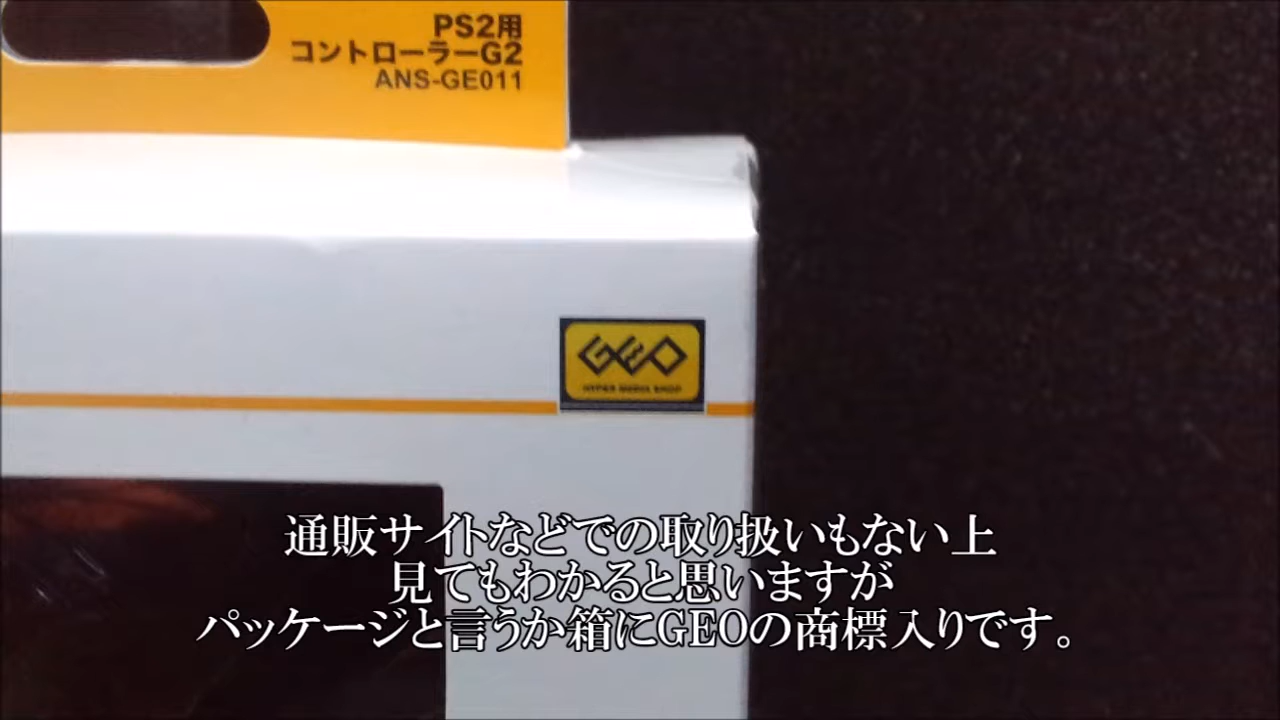 PS2用
コントローラーG2
ANS-GE011
GEO
HYPER MEDIA SHOP
通販サイトなどでの取り扱いもない上
見てもわかると思いますが
パッケージと言うか箱にGEOの商標入りです。